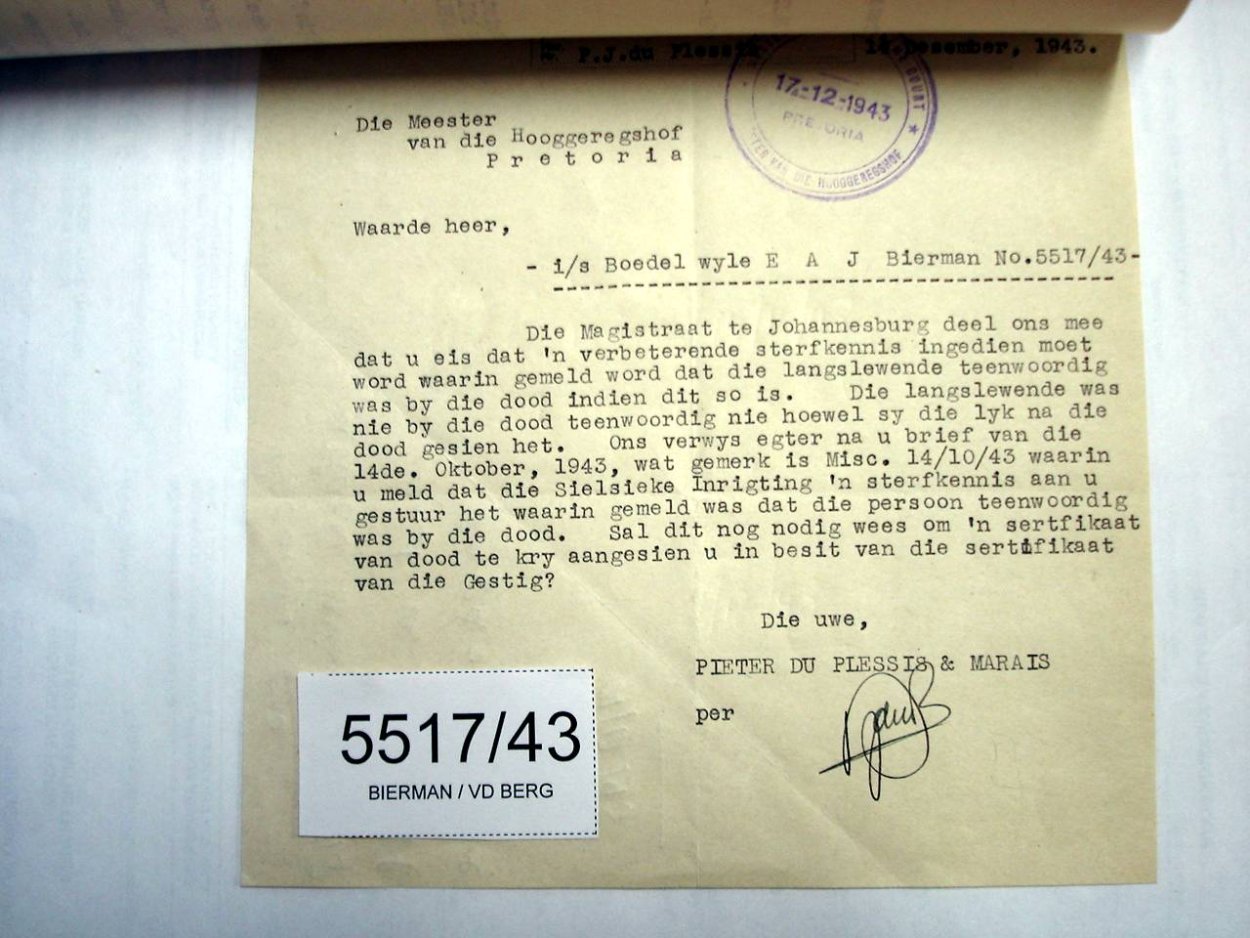 P.J.du Plessis
Desember, 1943.
17-12-1943
PRETORIA
VAN DIE HOOGGEREGSHOF
Die Meester
van die Hooggeregshof
P r e t o r i a
Waarde heer,
- i/s Boedel wyle E A J Bierman No.5517/43-
Die Magistraat te Johannesburg deel ons mee
dat u eis dat 'n verbeterende sterfkennis ingedien moet
word waarin gemeld word dat die langslewende teenwoordig
was by die dood indien dit so is. Die langslewende was
nie by die dood teenwoordig nie hoewel sy die lyk na die
dood gesien het. Ons verwys egter na u brief van die
14de. Oktober, 1943, wat gemerk is Misc. 14/10/43 waarin
u meld dat die Sielsieke Inrigting 'n sterfkennis aan u
gestuur het waarin gemeld was dat die persoon teenwoordig
was by die dood. Sal dit nog nodig wees om 'n sertfikaat
van dood te kry aangesien u in besit van die sertifikaat
van die Gestig?
Die uwe,
PIETER DU PLESSIS & MARAIS
per
5517/43
BIERMAN / VD BERG